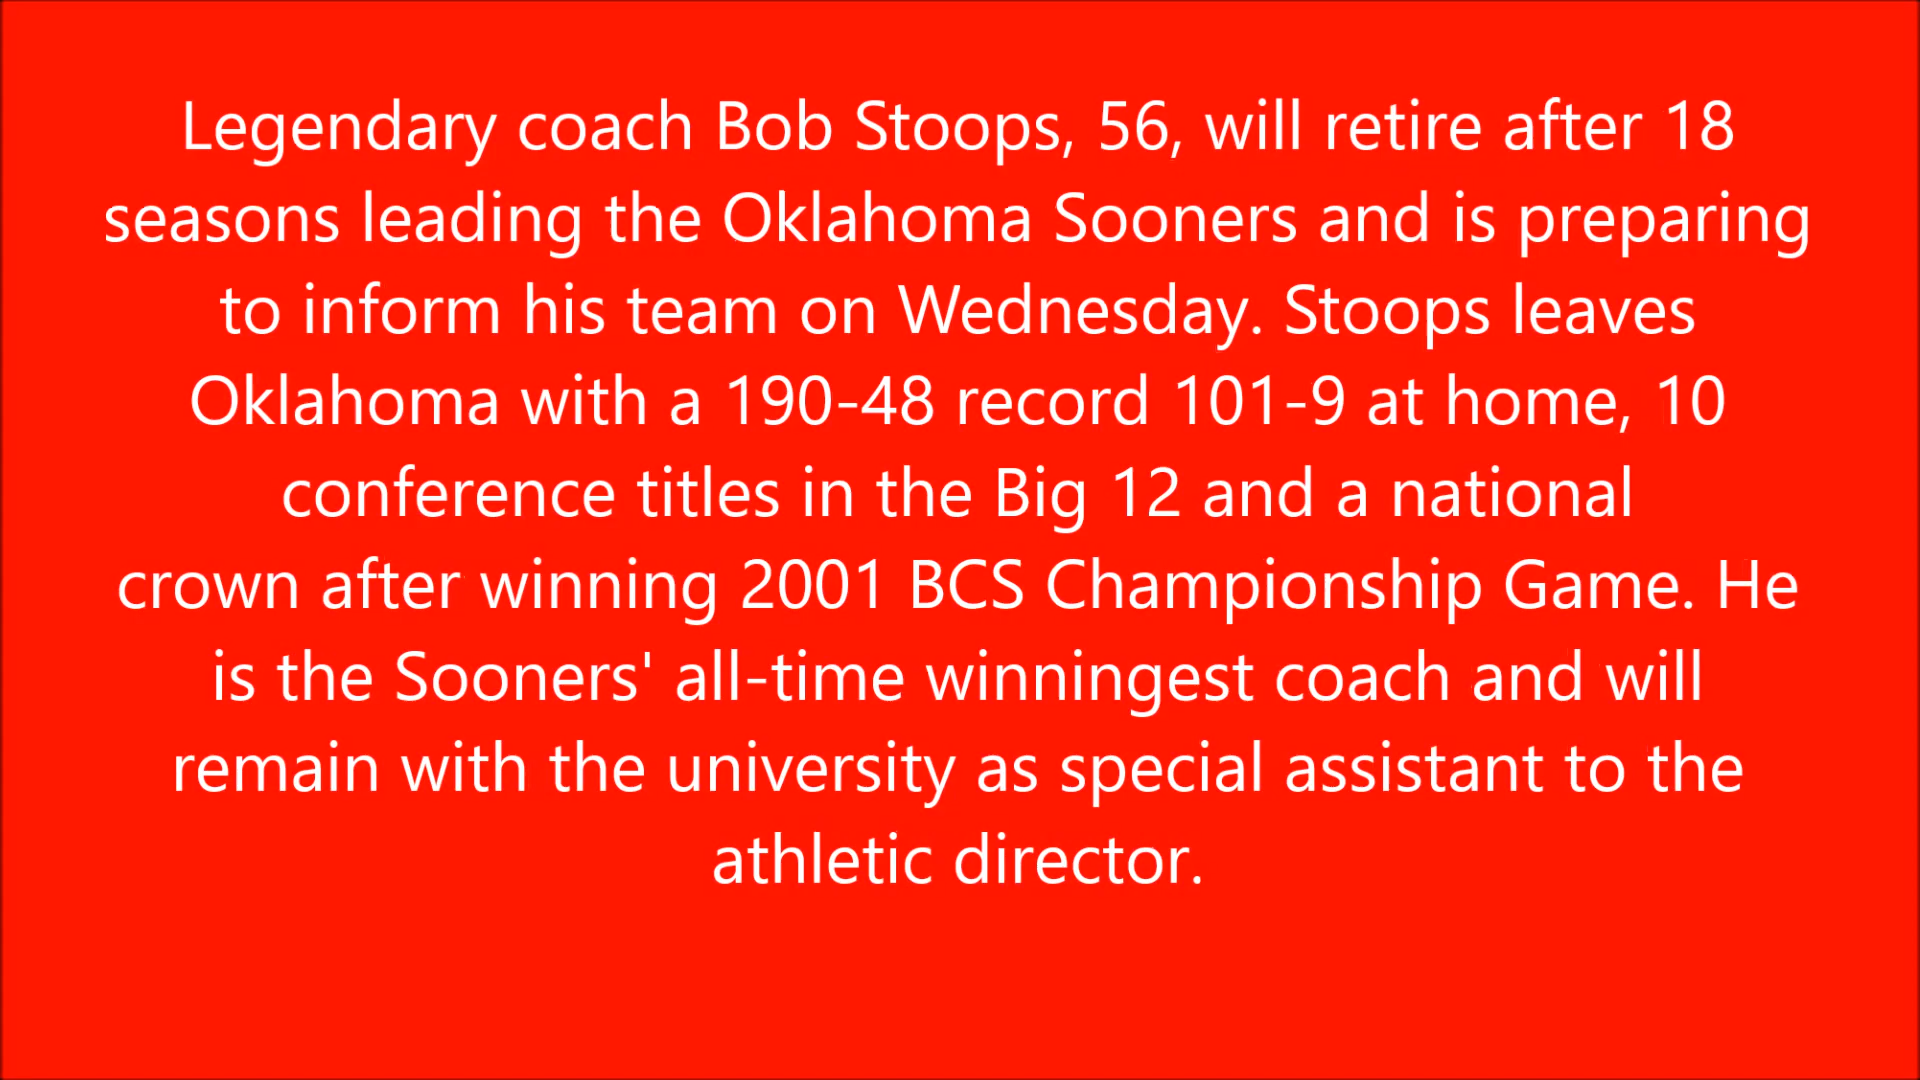 Legendary coach Bob Stoops, 56, will retire after 18
seasons leading the Oklahoma Sooners and is preparing
to inform his team on Wednesday. Stoops leaves
Oklahoma with a 190-48 record 101-9 at home, 10
conference titles in the Big 12 and a national
crown after winning 2001 BCS Championship Game. He
is the Sooners' all-time winningest coach and will
remain with the university as special assistant to the
athletic director.